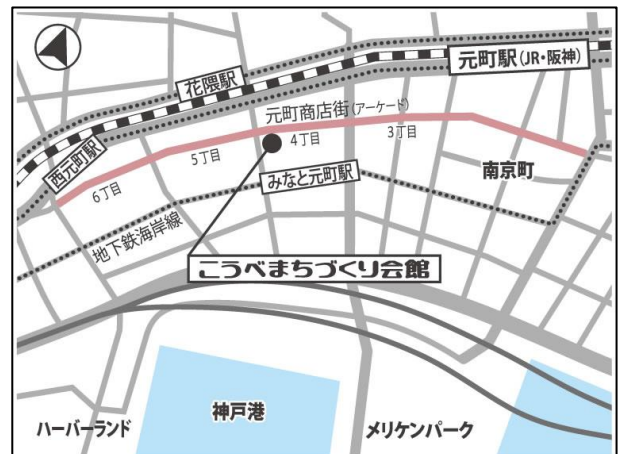 元町駅(JR・阪神)
花隈駅
元町商店街(アーケード)
西元町駅
6丁目
5丁目
4丁目
3丁目
南京町
みなと元町駅
地下鉄海岸線
こうべまちづくり会館
神戸港
ハーバーランド
メリケンパーク